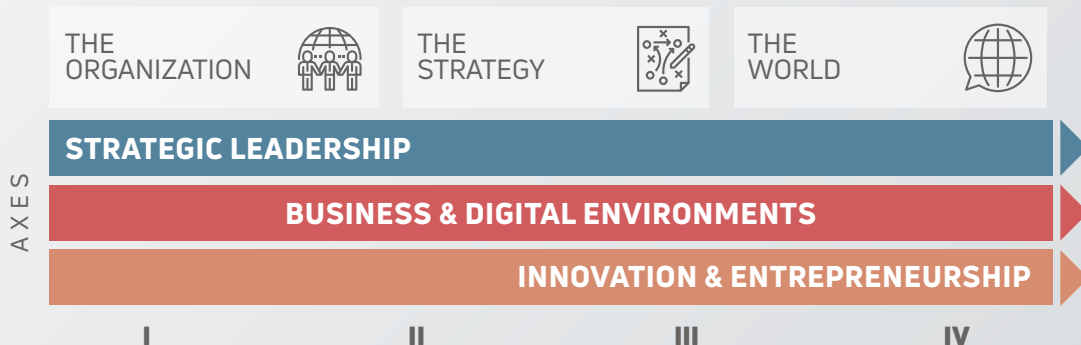 THE
ORGANIZATION
THE
STRATEGY
THE
WORLD
AXES
STRATEGIC LEADERSHIP
BUSINESS & DIGITAL ENVIRONMENTS
INNOVATION & ENTREPRENEURSHIP
I
II
III
IV